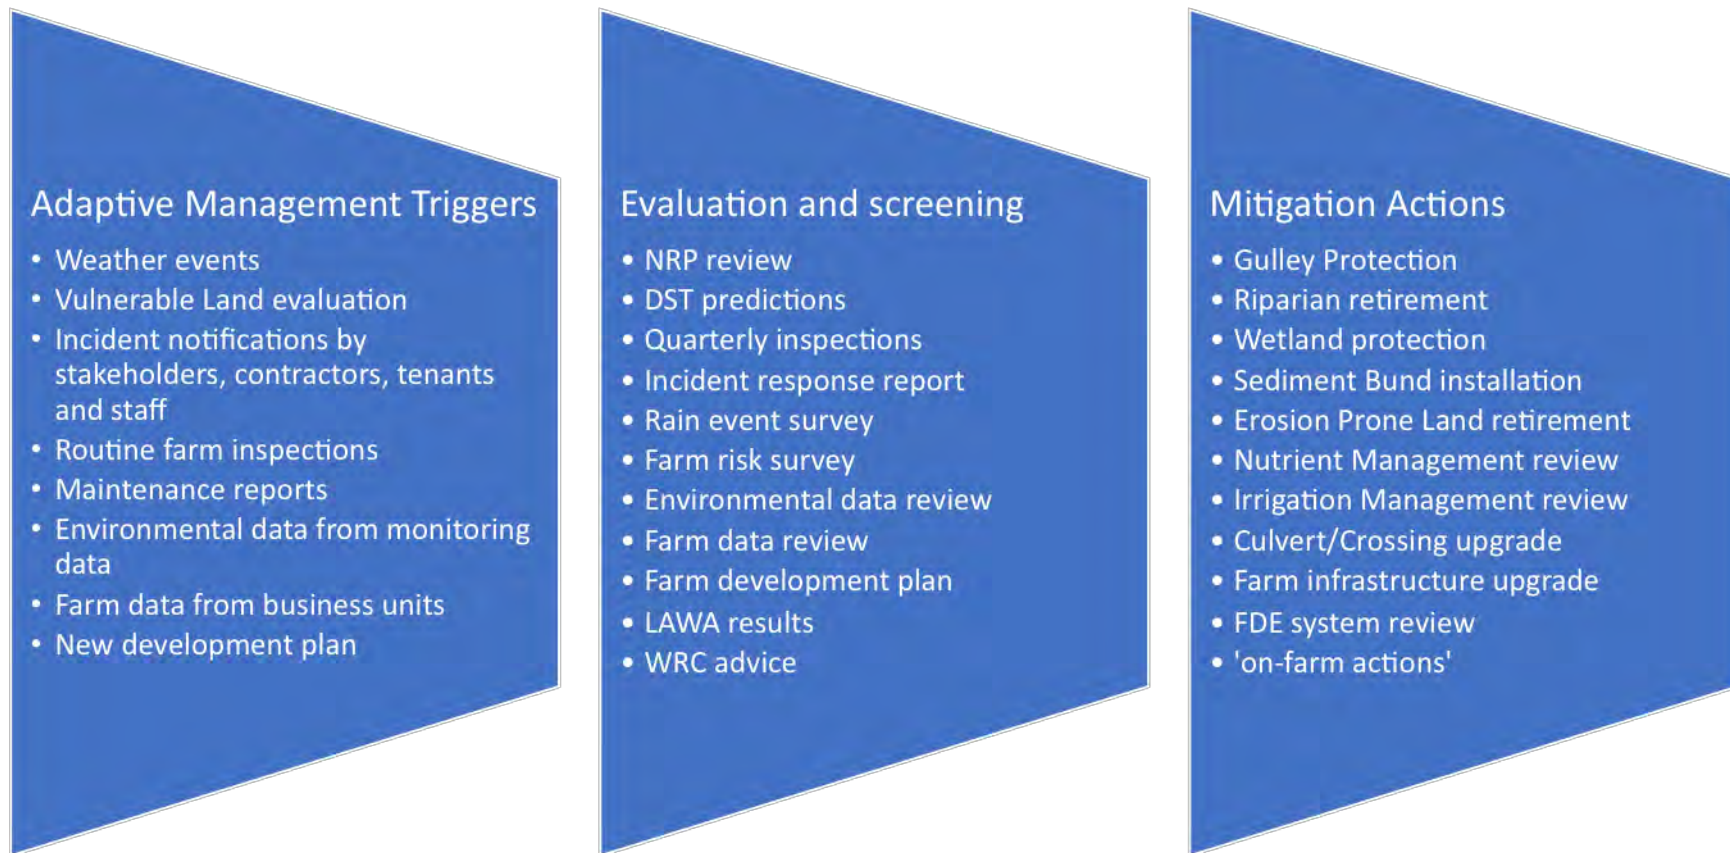 Adaptive Management Triggers
• Weather events
• Vulnerable Land evaluation
• Incident notifications by
stakeholders, contractors, tenants
and staff
• Routine farm inspections
• Maintenance reports
• Environmental data from monitoring
data
• Farm data from business units
• New development plan
Evaluation and screening
• NRP review
• DST predictions
• Quarterly inspections
• Incident response report
• Rain event survey
• Farm risk survey
• Environmental data review
• Farm data review
• Farm development plan
• LAWA results
• WRC advice
Mitigation Actions
• Gulley Protection
• Riparian retirement
• Wetland protection
• Sediment Bund installation
• Erosion Prone Land retirement
• Nutrient Management review
• Irrigation Management review
• Culvert/Crossing upgrade
• Farm infrastructure upgrade
• FDE system review
• 'on-farm actions'